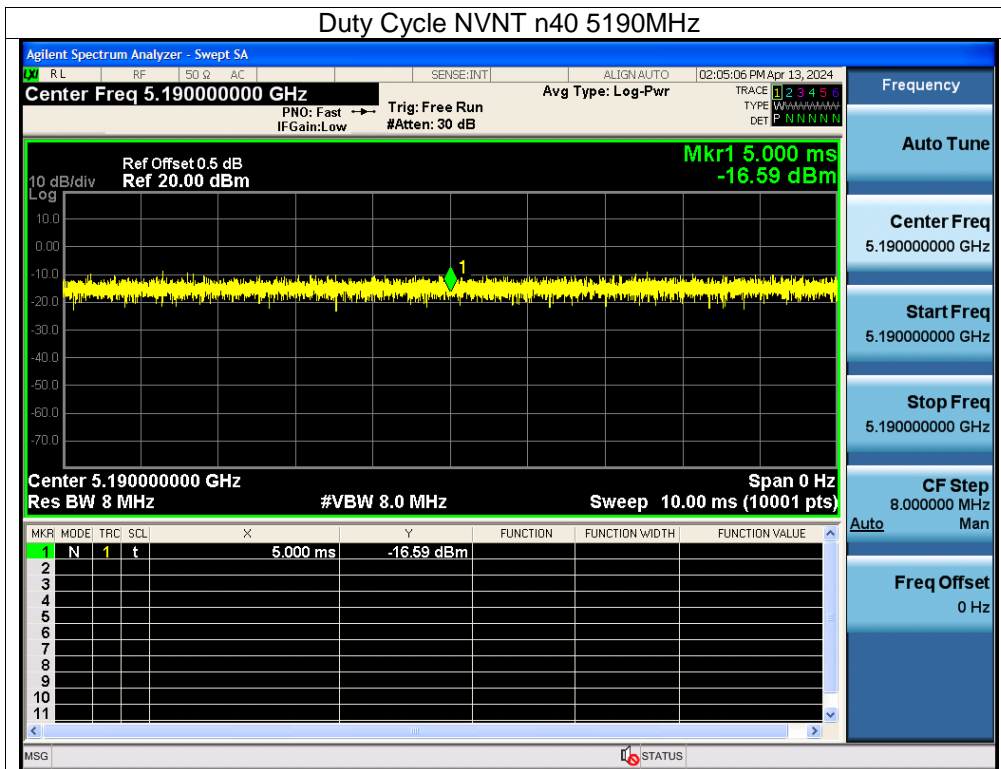 Duty Cycle NVNT n40 5190MHz
Agilent Spectrum Analyzer - Swept SA
LXI RL RF 50 Ω AC SENSE:INT ALIGN AUTO 02:05:06 PM Apr 13, 2024
Center Freq 5.190000000 GHz
PNO: Fast
IFGain:Low
Trig: Free Run
#Atten: 30 dB
Avg Type: Log-Pwr
TRACE 1 2 3 4 5 6
TYPE WWWWWW
DET P N N N N N
Frequency
Auto Tune
Center Freq
5.190000000 GHz
Start Freq
5.190000000 GHz
Stop Freq
5.190000000 GHz
CF Step
8.000000 MHz
Auto Man
Freq Offset
0 Hz
Mkr1 5.000 ms
-16.59 dBm
Ref Offset 0.5 dB
10 dB/div Ref 20.00 dBm
Log
10.0
0.00
-10.0
-20.0
-30.0
-40.0
-50.0
-60.0
-70.0
1
Center 5.190000000 GHz Span 0 Hz
Res BW 8 MHz #VBW 8.0 MHz Sweep 10.00 ms (10001 pts)
MKR MODE TRC SCL X Y FUNCTION FUNCTION WIDTH FUNCTION VALUE
1 N 1 t 5.000 ms -16.59 dBm
2
3
4
5
6
7
8
9
10
11
MSG STATUS